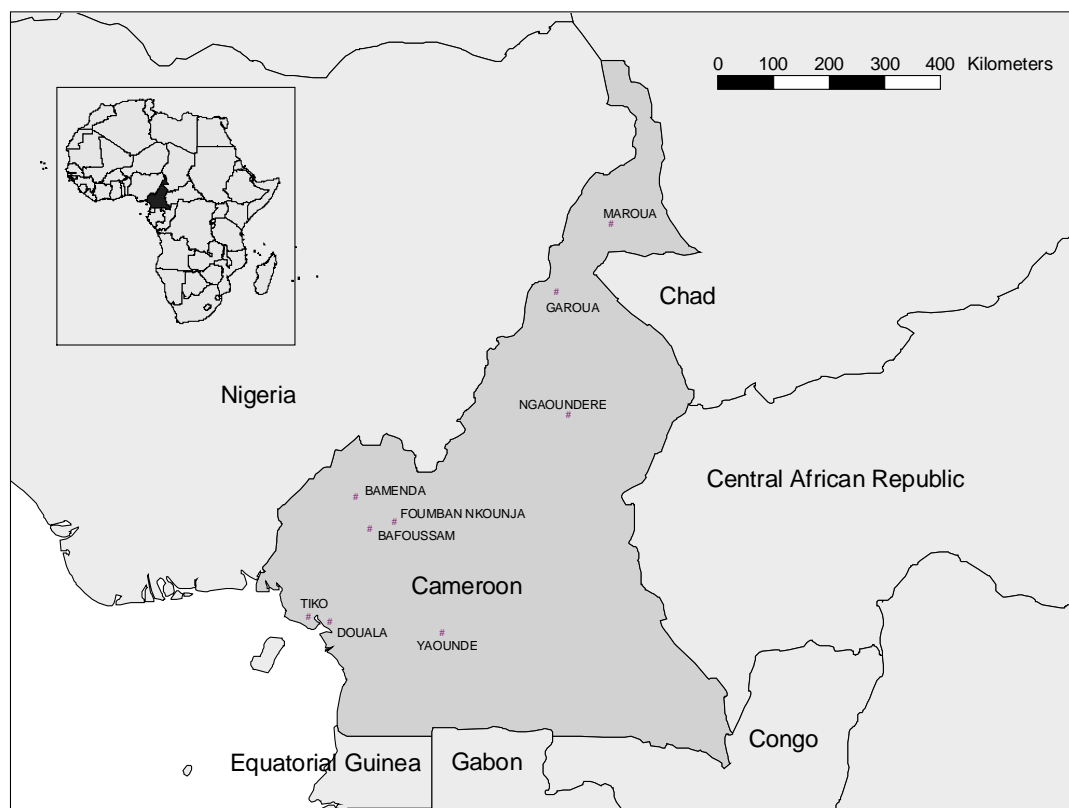 0 100 200 300 400 Kilometers
MAROUA
#
#
GAROUA
Chad
Nigeria
NGAOUNDERE
#
Central African Republic
BAMENDA
#
FOUMBAN NKOUNJA
#
#
BAFOUSSAM
Cameroon
TIKO
#
#
DOUALA
#
YAOUNDE
Congo
Equatorial Guinea
Gabon